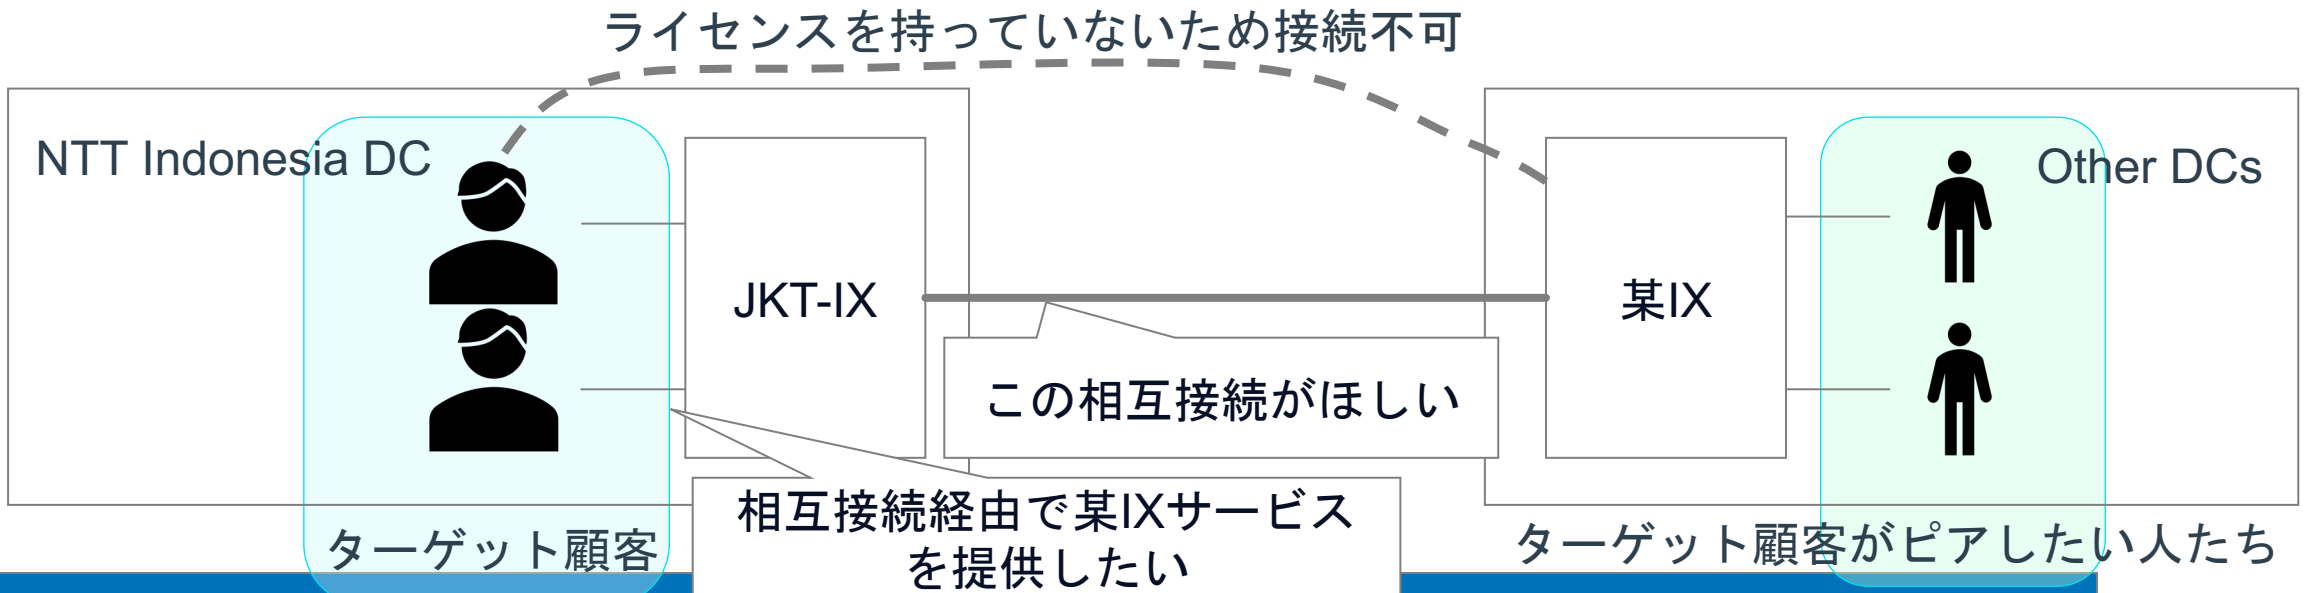 ライセンスを持っていないため接続不可
NTT Indonesia DC
Other DCs
JKT-IX
某IX
この相互接続がほしい
相互接続経由で某IXサービス
を提供したい
ターゲット顧客
ターゲット顧客がピアしたい人たち